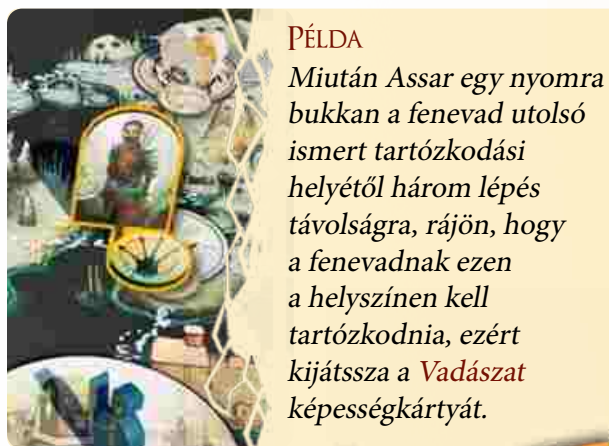 PÉLDA
Miután Assar egy nyomra
bukkan a fenevad utolsó
ismert tartózkodási
helyétől három lépés
távolságra, rájön, hogy
a fenevadnak ezen
a helyszínen kell
tartózkodnia, ezért
kijátssza a Vadászat
képességkártyát.